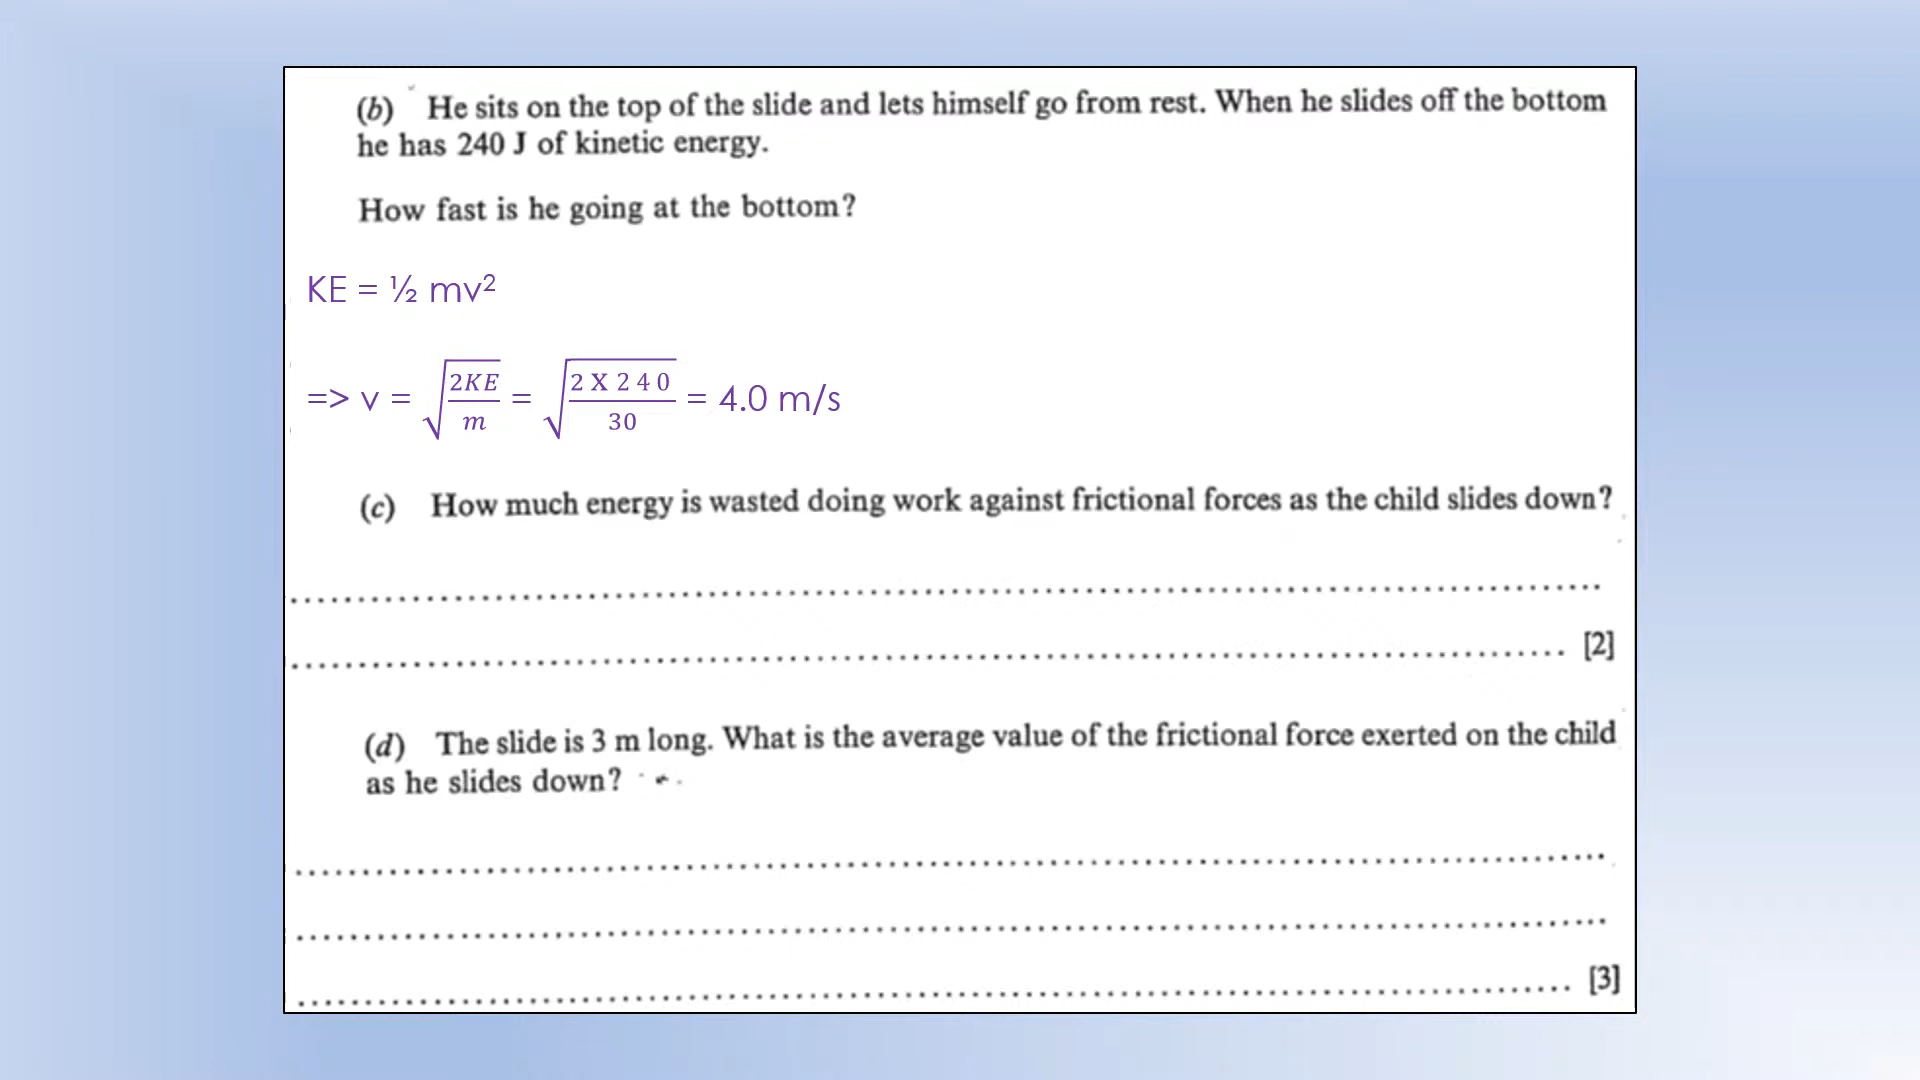 (b) He sits on the top of the slide and lets himself go from rest. When he slides off the bottom
he has 240 J of kinetic energy.
How fast is he going at the bottom?
KE = ½ mv²
=> v = √(2KE/m) = √(2 X 2 4 0/30) = 4.0 m/s
(c) How much energy is wasted doing work against frictional forces as the child slides down?
[2]
(d) The slide is 3 m long. What is the average value of the frictional force exerted on the child
as he slides down?
[3]